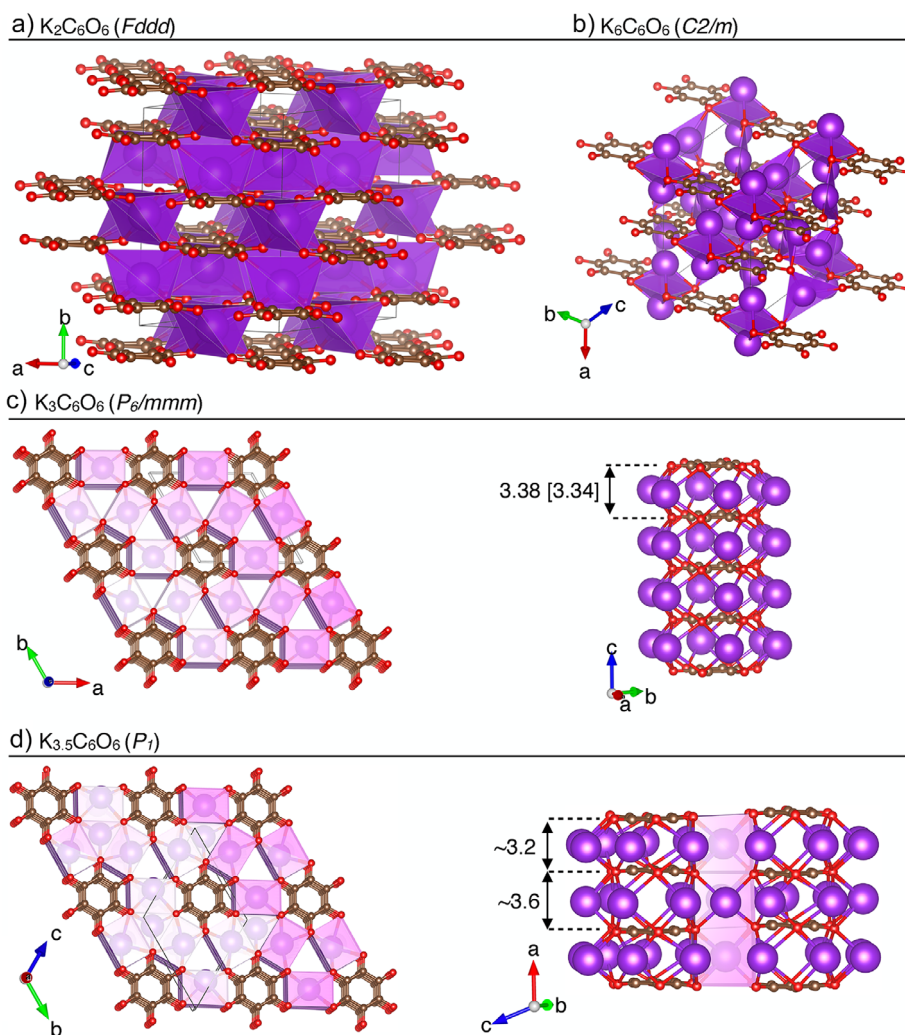 a) K₂C₆O₆ (Fddd)
b) K₆C₆O₆ (C2/m)
b
a
c
b
c
a
c) K₃C₆O₆ (P₆/mmm)
3.38 [3.34]
b
a
c
a
b
d) K₃.₅C₆O₆ (P₁)
~3.2
~3.6
c
b
a
b
c